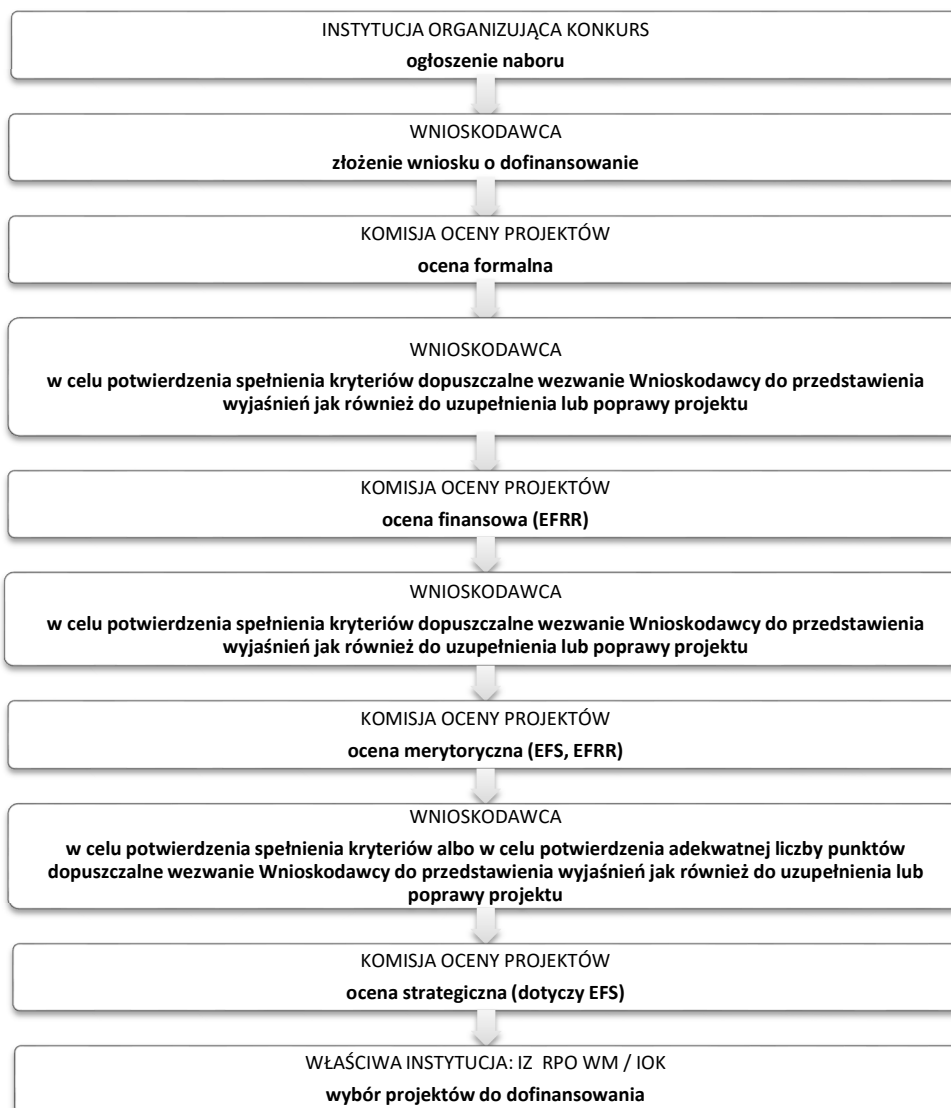 INSTYTUCJA ORGANIZUJĄCA KONKURS
ogłoszenie naboru
WNIOSKODAWCA
złożenie wniosku o dofinansowanie
KOMISJA OCENY PROJEKTÓW
ocena formalna
WNIOSKODAWCA
w celu potwierdzenia spełnienia kryteriów dopuszczalne wezwanie Wnioskodawcy do przedstawienia
wyjaśnień jak również do uzupełnienia lub poprawy projektu
KOMISJA OCENY PROJEKTÓW
ocena finansowa (EFRR)
WNIOSKODAWCA
w celu potwierdzenia spełnienia kryteriów dopuszczalne wezwanie Wnioskodawcy do przedstawienia
wyjaśnień jak również do uzupełnienia lub poprawy projektu
KOMISJA OCENY PROJEKTÓW
ocena merytoryczna (EFS, EFRR)
WNIOSKODAWCA
w celu potwierdzenia spełnienia kryteriów albo w celu potwierdzenia adekwatnej liczby punktów
dopuszczalne wezwanie Wnioskodawcy do przedstawienia wyjaśnień jak również do uzupełnienia lub
poprawy projektu
KOMISJA OCENY PROJEKTÓW
ocena strategiczna (dotyczy EFS)
WŁAŚCIWA INSTYTUCJA: IZ RPO WM / IOK
wybór projektów do dofinansowania